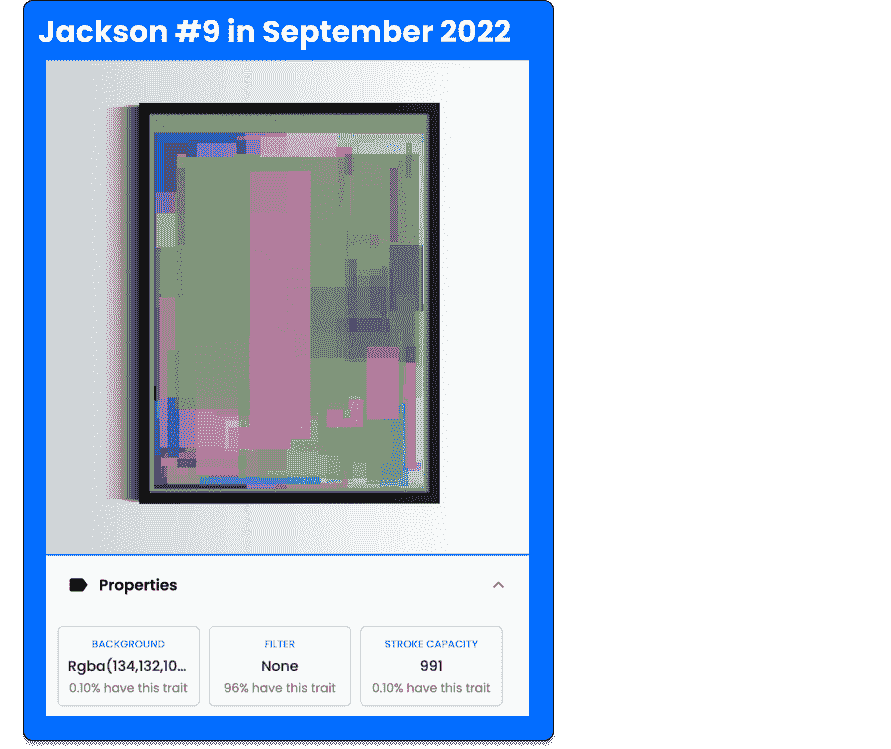 Jackson #9 in September 2022
Properties
BACKGROUND
Rgba(134,132,10...
0.10% have this trait
FILTER
None
96% have this trait
STROKE CAPACITY
991
0.10% have this trait